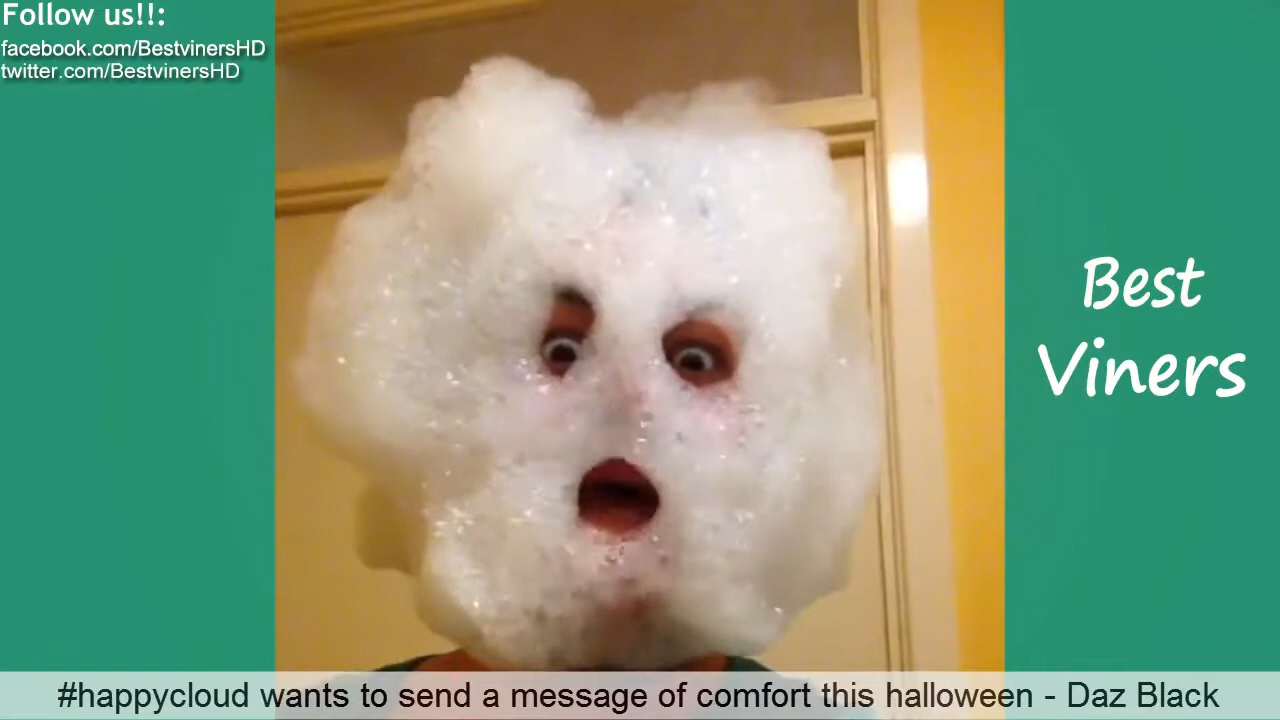 Follow us!!:
facebook.com/BestvinersHD
twitter.com/BestvinersHD
Best
Viners
#happycloud wants to send a message of comfort this halloween - Daz Black